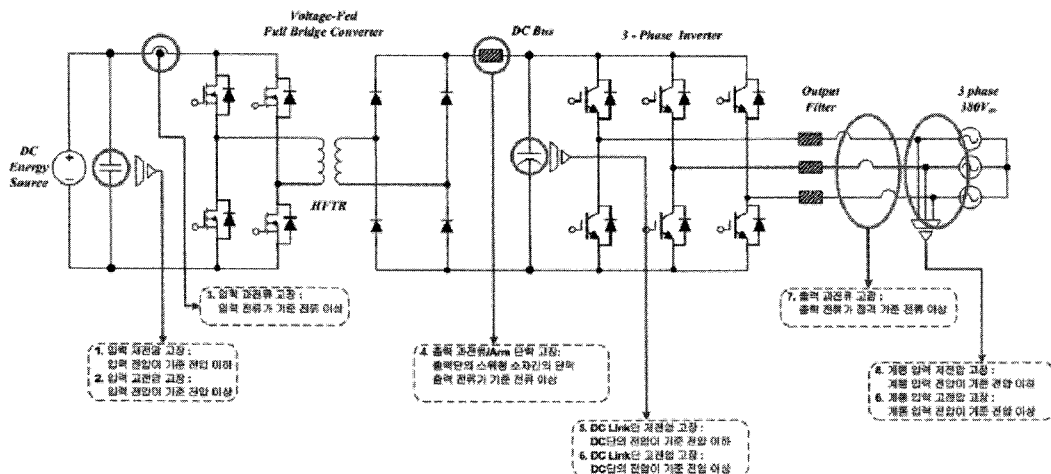 Voltage-Fed
Full Bridge Converter
DC Bus
3 - Phase Inverter
Output
Filter
3 phase
380Vac
DC
Energy
Source
HFTR
3. 입력 과전류 고장 :
입력 전류가 기준 전류 이상
7. 출력 과전류 고장 :
출력 전류가 정격 기준 전류 이상
1. 입력 저전압 고장 :
입력 전압이 기준 전압 이하
2. 입력 고전압 고장 :
입력 전압이 기준 전압 이상
4. 출력 과전류/Arm 단락 고장:
출력단의 스위칭 소자간의 단락
출력 전류가 기준 전류 이상
8. 계통 입력 저전압 고장 :
계통 입력 전압이 기준 전압 이하
6. 계통 입력 고전압 고장 :
계통 입력 전압이 기준 전압 이상
5. DC Link단 저전압 고장 :
DC단의 전압이 기준 전압 이하
6. DC Link단 고전압 고장 :
DC단의 전압이 기준 전압 이상